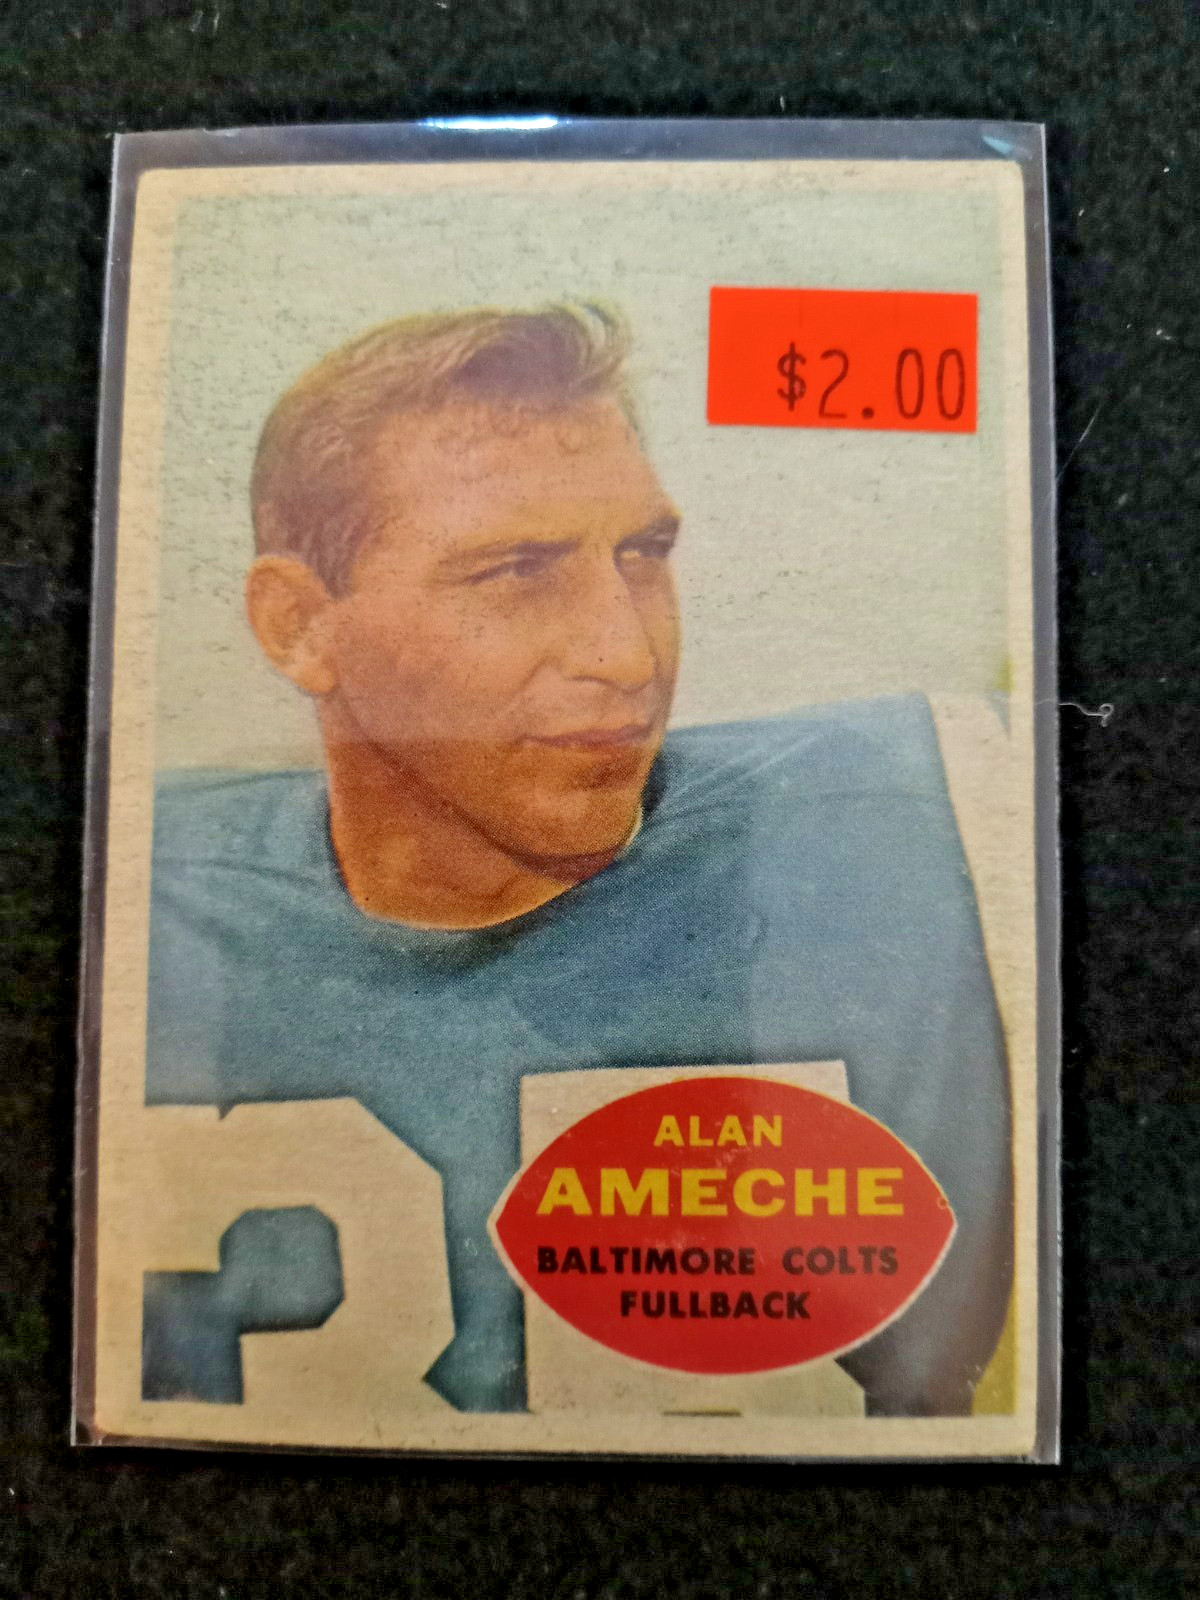 $2.00
ALAN
AMECHE
BALTIMORE COLTS
FULLBACK